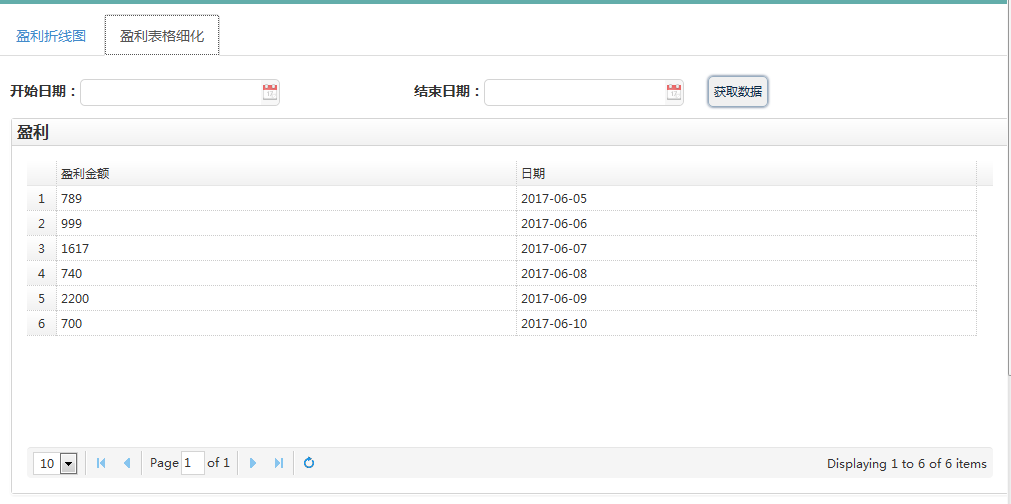 盈利折线图 盈利表格细化
开始日期： 结束日期： 获取数据
盈利
盈利金额 日期
1 789 2017-06-05
2 999 2017-06-06
3 1617 2017-06-07
4 740 2017-06-08
5 2200 2017-06-09
6 700 2017-06-10
10 Page 1 of 1 Displaying 1 to 6 of 6 items